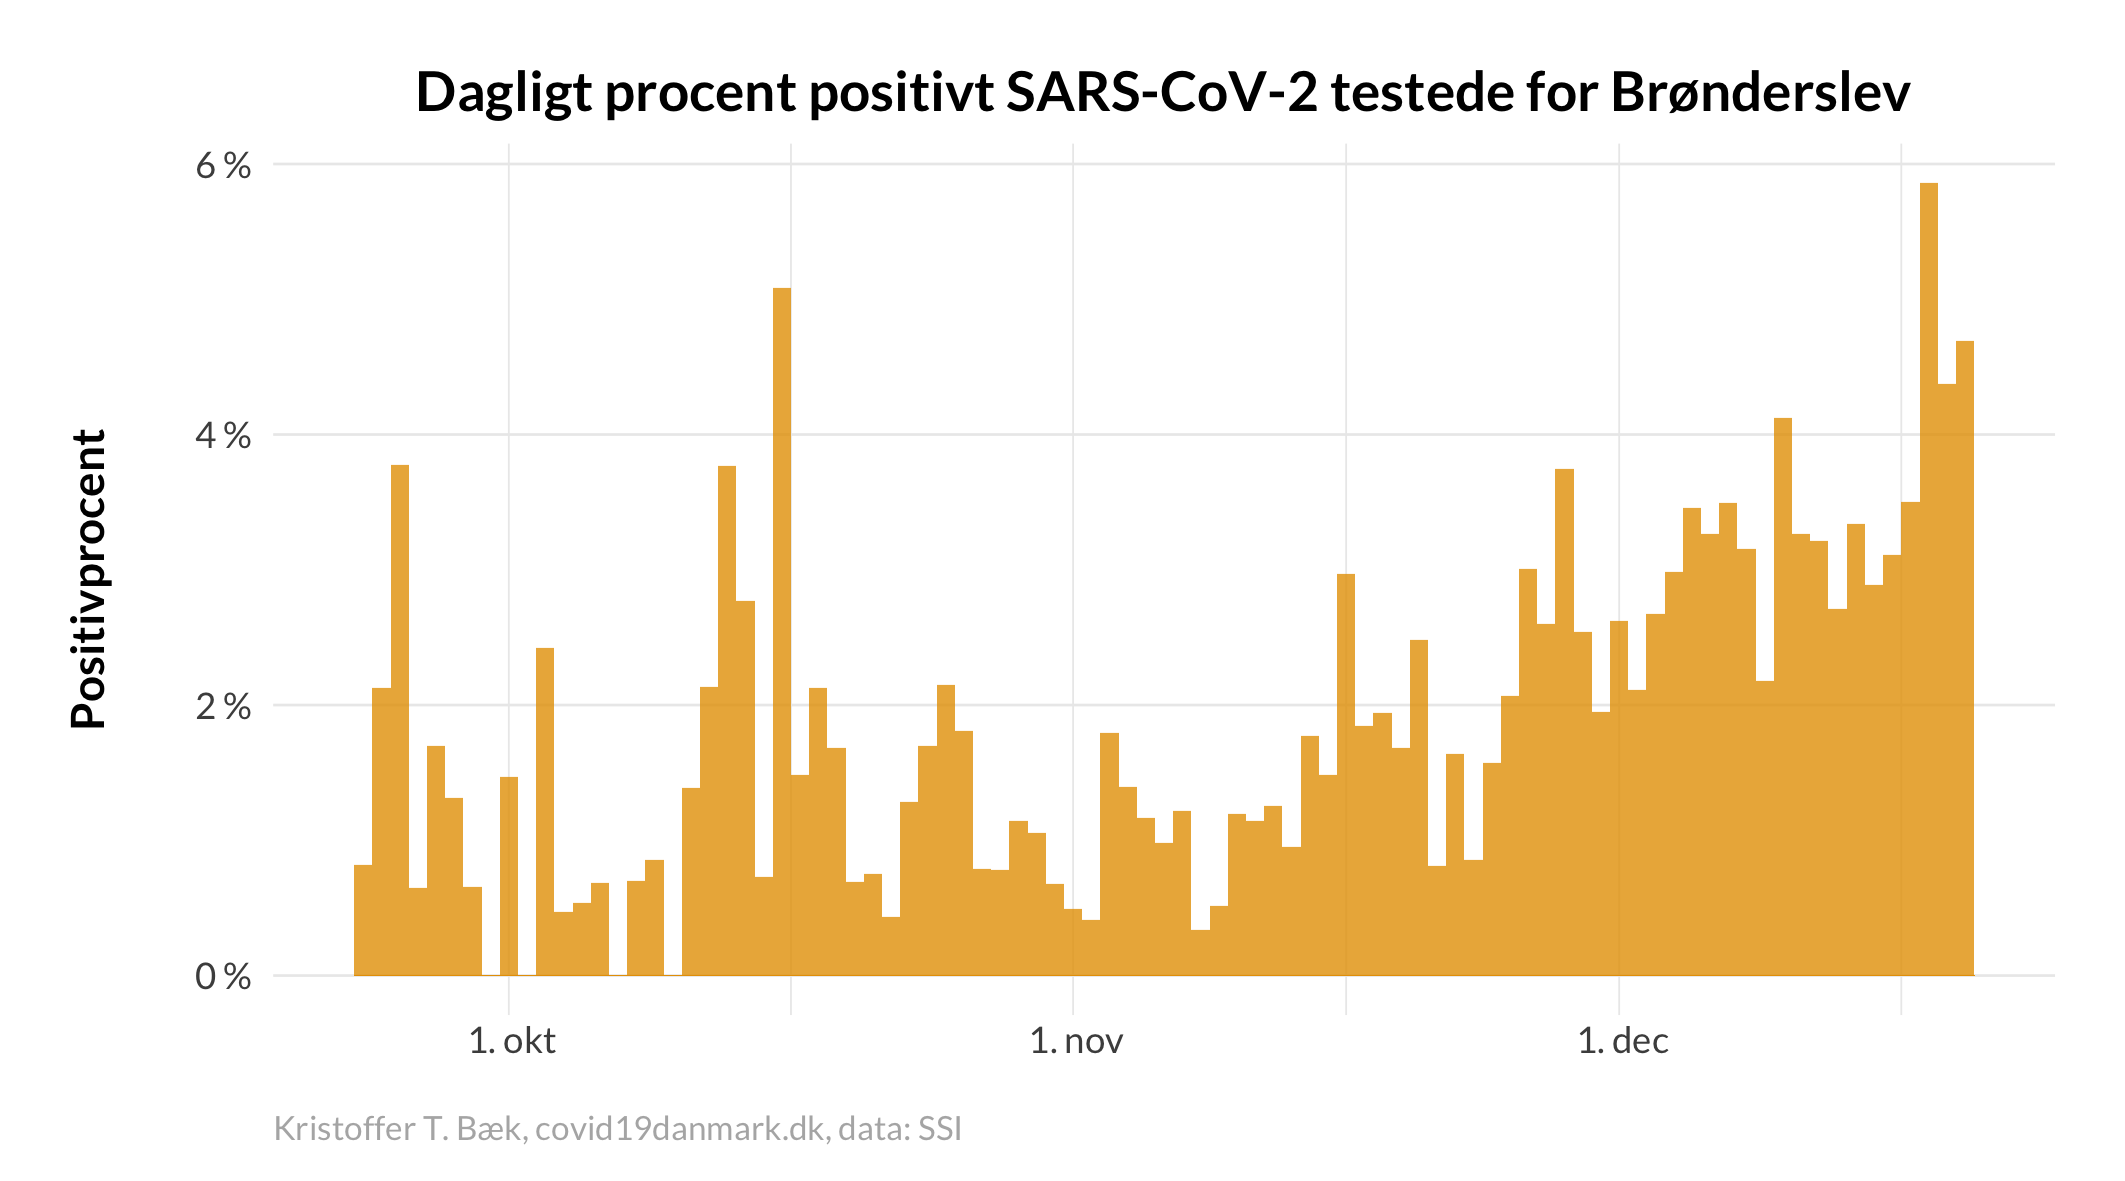 Dagligt procent positivt SARS-CoV-2 testede for Brønderslev
Positivprocent
6 %
4 %
2 %
0 %
1. okt
1. nov
1. dec
Kristoffer T. Bæk, covid19danmark.dk, data: SSI